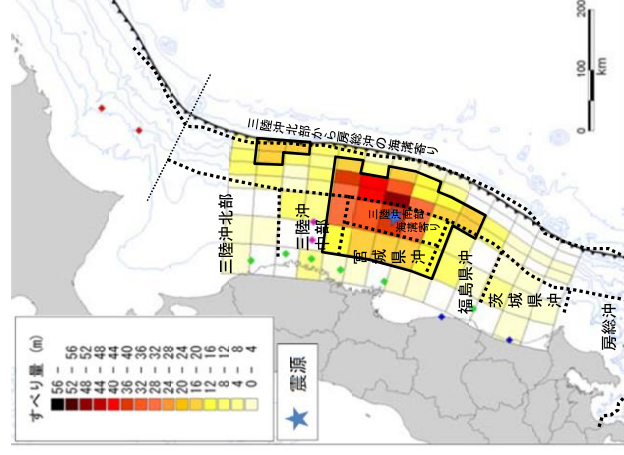 すべり量（m）
56 -
52 - 56
48 - 52
44 - 48
40 - 44
36 - 40
32 - 36
28 - 32
24 - 28
20 - 24
16 - 20
12 - 16
8 - 12
4 - 8
0 - 4
震源
三陸沖北部
三陸沖
中部
宮城県沖
三陸沖南部
海溝寄り
三陸沖北部から房総沖の海溝寄り
福島県沖
茨城県沖
房総沖
0 100 200
km